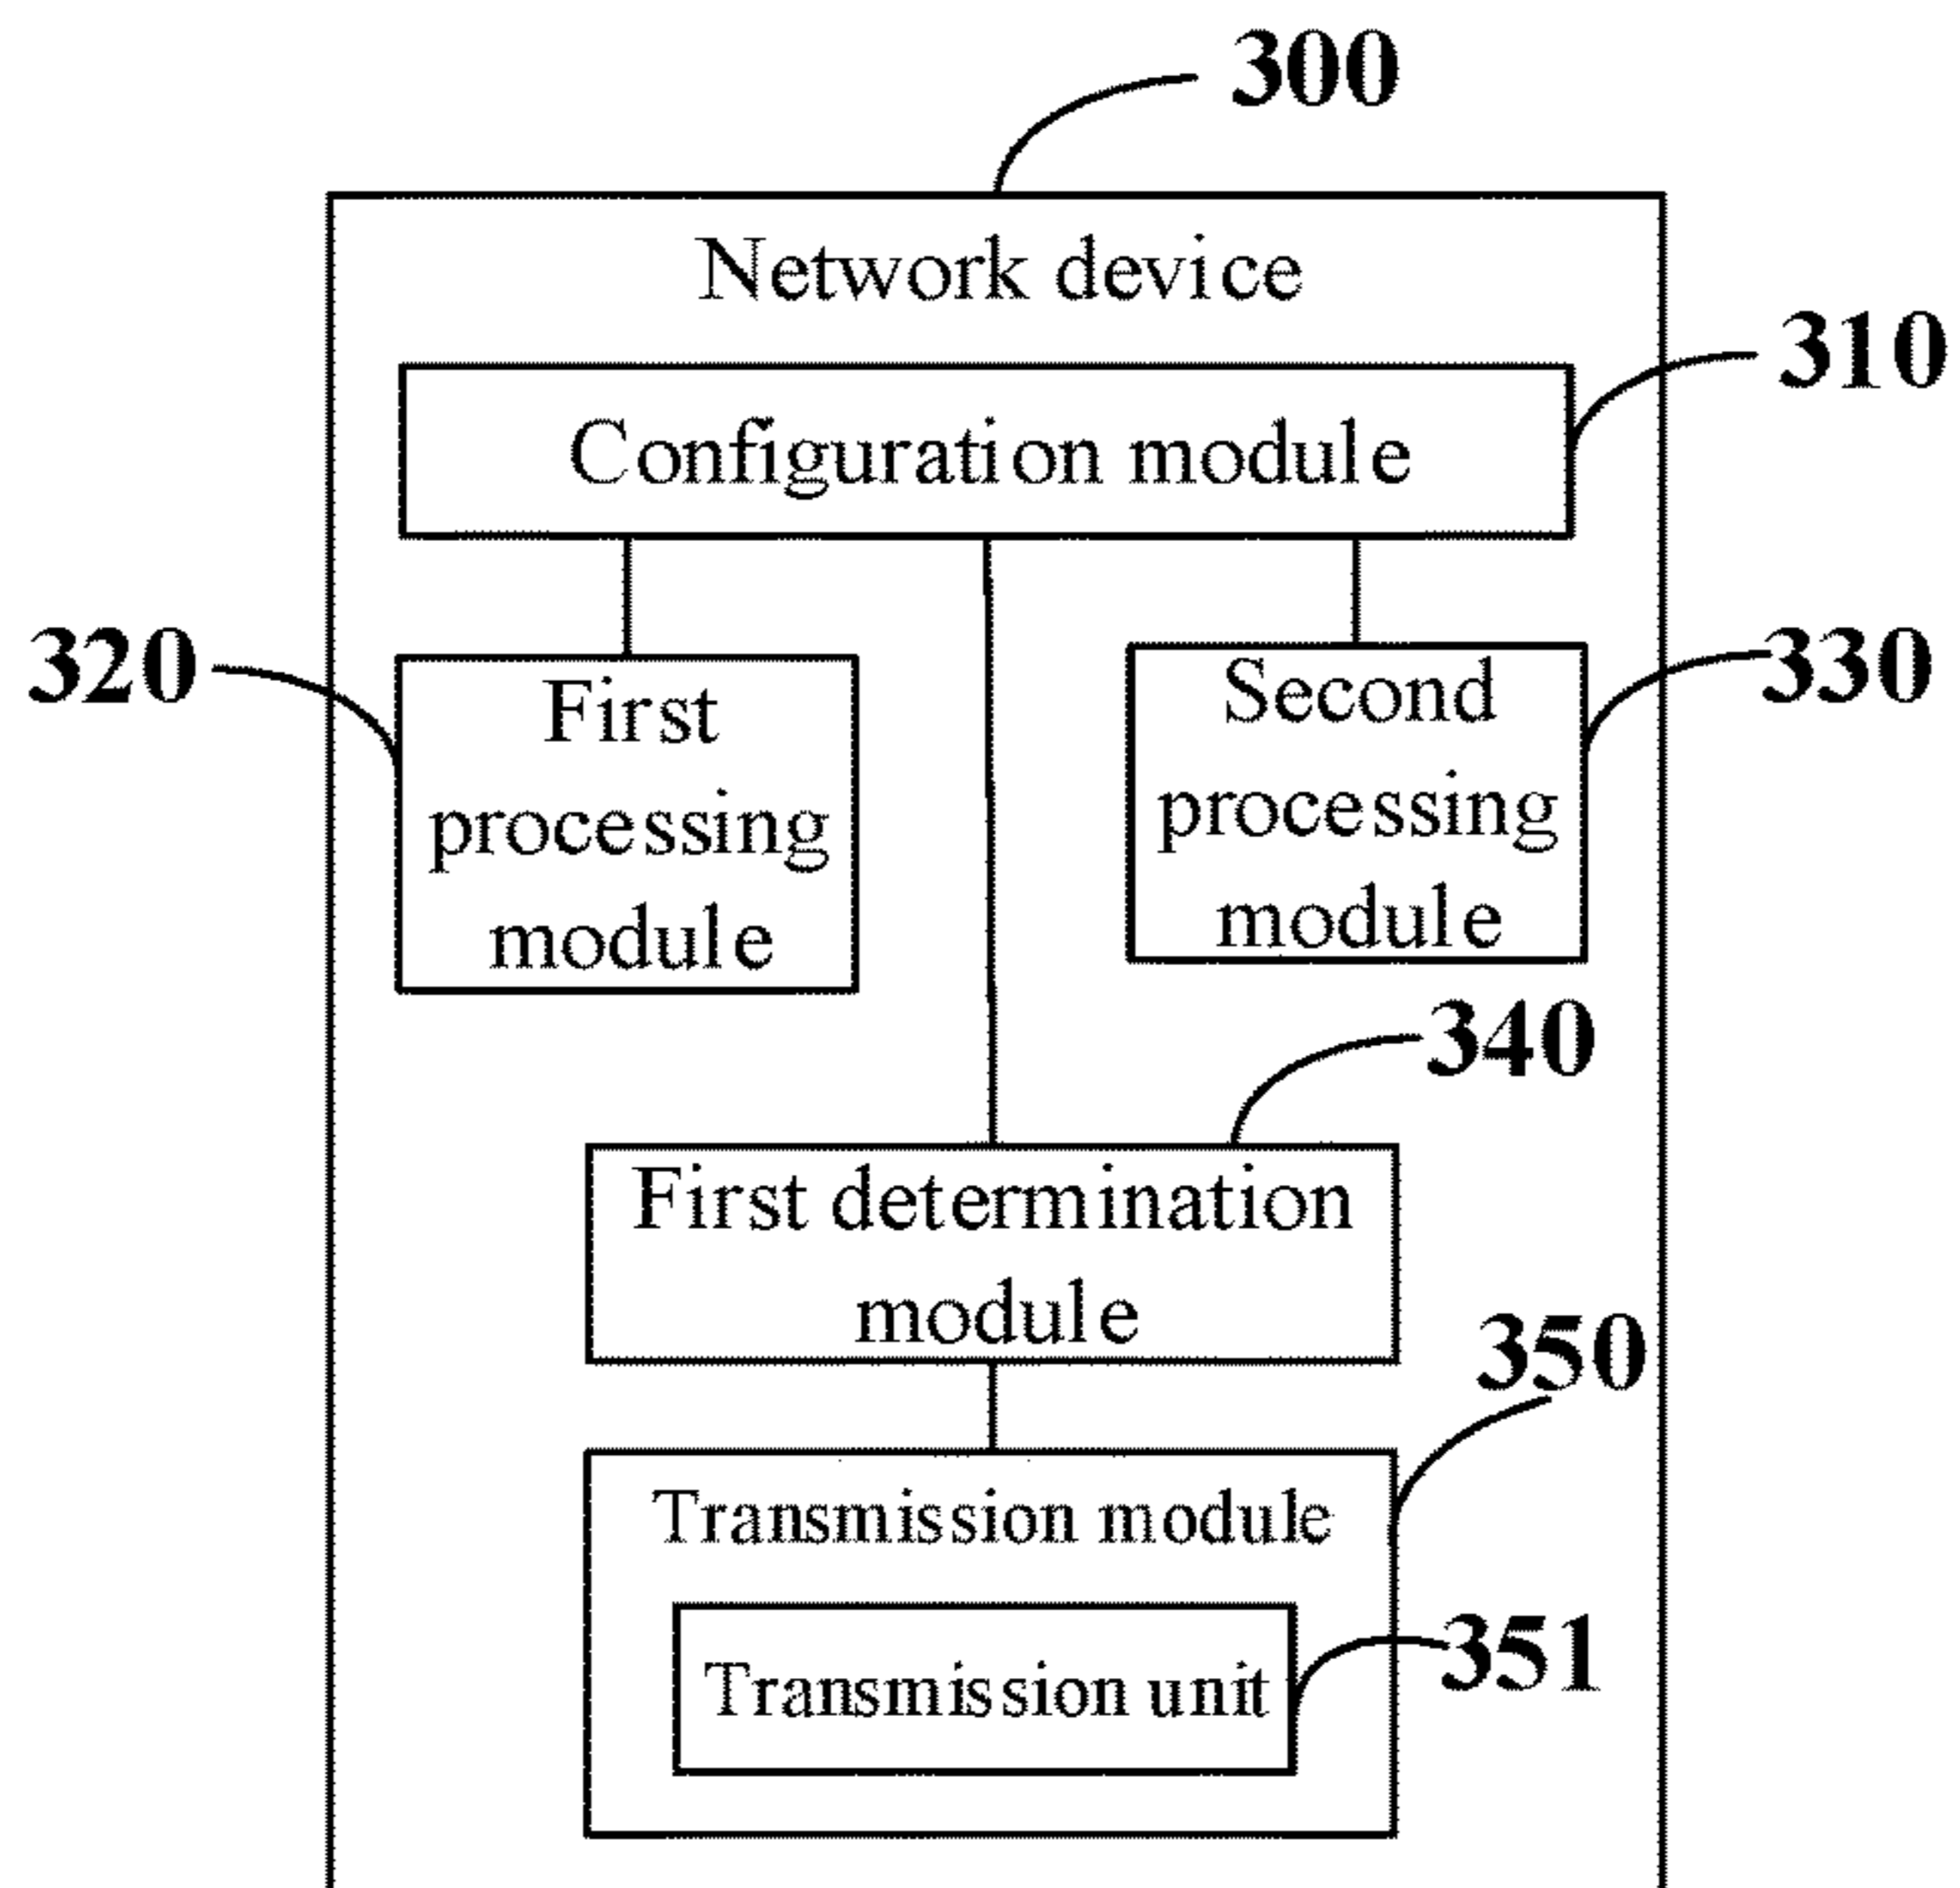 300
Network device
310
Configuration module
320
First
processing
module
330
Second
processing
module
340
First determination
module
350
Transmission module
351
Transmission unit